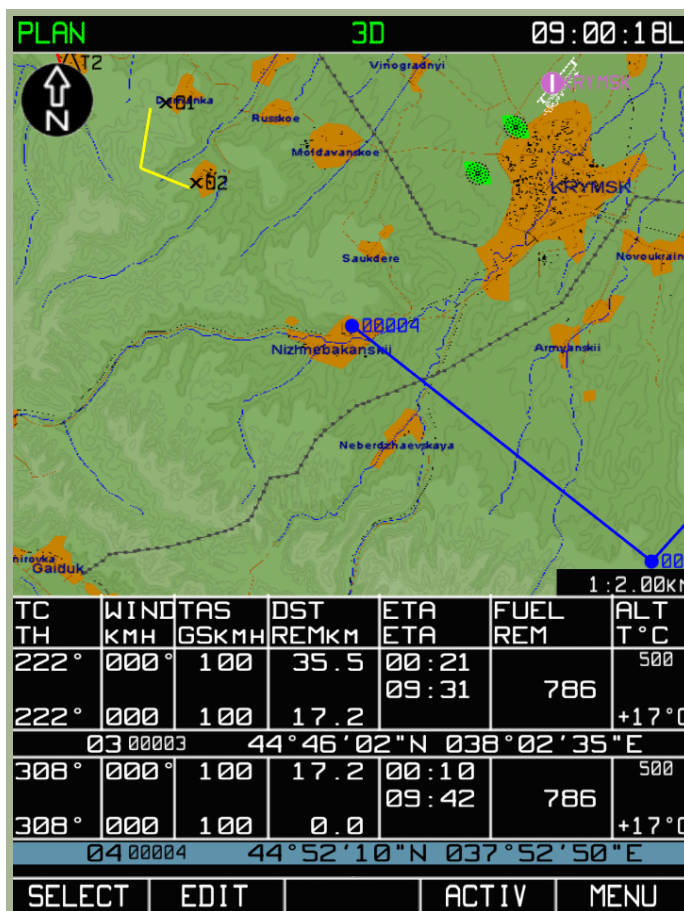 PLAN 3D 09:00:18L
T2
Vinogradnyi
KRYMSK
01
Russkoe
Moldavanskoe
02
KRYMSK
Saukdere
Novoukrain
00004
Nizhnebakanskii
Armyanskii
Neberdzhaevskaya
Gaiduk
00
1:2.00KM
TC WIND TAS DST ETA FUEL ALT
TH KMH GSKMH REMKM ETA REM T°C
222° 000° 100 35.5 00:21 500
09:31 786
222° 000 100 17.2 +17°C
03 00003 44°46'02"N 038°02'35"E
308° 000° 100 17.2 00:10 500
09:42 786
308° 000 100 0.0 +17°C
04 00004 44°52'10"N 037°52'50"E
SELECT EDIT ACTIV MENU
N